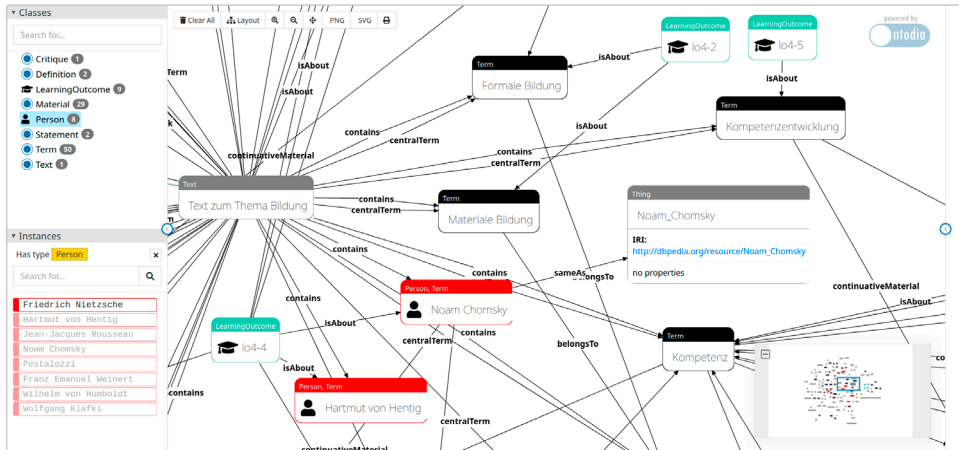 Classes
Search for...
Critique 1
Definition 2
LearningOutcome 9
Material 29
Person 8
Statement 2
Term 50
Text 1
Instances
Has type Person
Search for...
Friedrich Nietzsche
Hartmut von Hentig
Jean-Jacques Rousseau
Noam Chomsky
Pestalozzi
Franz Emanuel Weinert
Wilhelm von Humboldt
Wolfgang Klafki
Clear All
Layout
PNG
SVG
powered by
ntodia
LearningOutcome
lo4-2
LearningOutcome
lo4-5
Term
isAbout
isAbout
isAbout
isAbout
Term
Formale Bildung
Term
Kompetenzentwicklung
isAbout
contains
centralTerm
continuativeMaterial
contains
centralTerm
Text
Text zum Thema Bildung
contains
centralTerm
Term
Materiale Bildung
Thing
Noam_Chomsky
IRI:
http://dbpedia.org/resource/Noam_Chomsky
no properties
contains
contains
sameAs
belongsTo
Person, Term
Noam Chomsky
continuativeMaterial
isAbout
contains
LearningOutcome
lo4-4
isAbout
contains
centralTerm
belongsTo
Term
Kompetenz
isAbout
Person, Term
Hartmut von Hentig
contains
centralTerm
continuativeMaterial
co